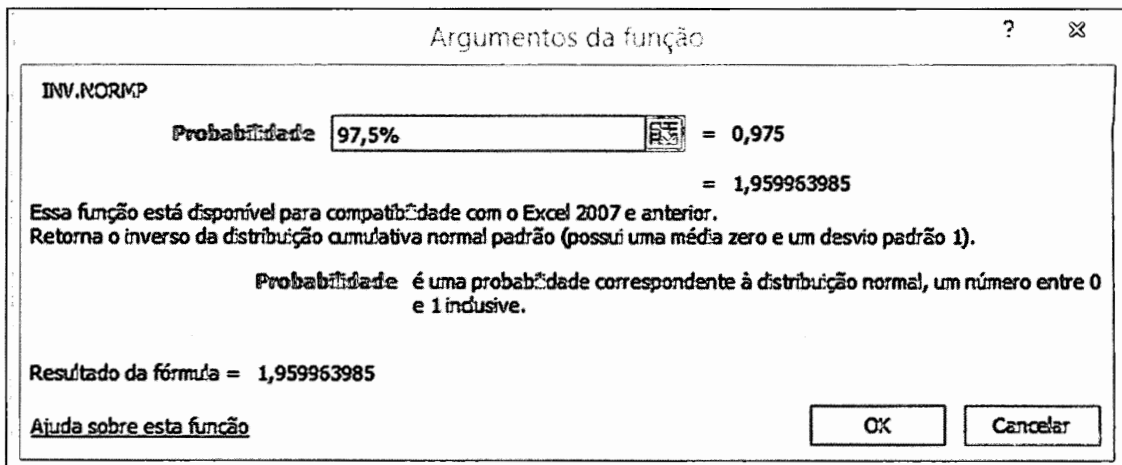 Argumentos da função ?
INV.NORMP
Probabilidade 97,5% = 0,975
= 1,959963985
Essa função está disponível para compatibilidade com o Excel 2007 e anterior.
Retorna o inverso da distribuição cumulativa normal padrão (possui uma média zero e um desvio padrão 1).
Probabilidade é uma probabilidade correspondente à distribuição normal, um número entre 0
e 1 inclusive.
Resultado da fórmula = 1,959963985
Ajuda sobre esta função
OK Cancelar